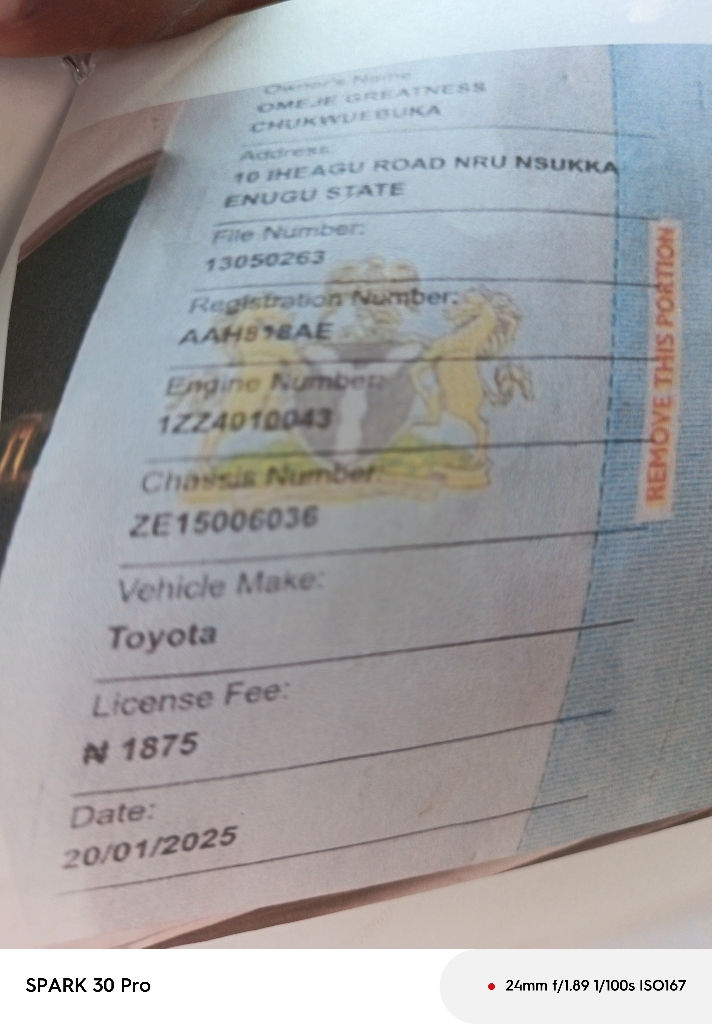 Owner's Name
OMEJE GREATNESS
CHUKWUEBUKA
Address:
10 IHEAGU ROAD NRU NSUKKA
ENUGU STATE
File Number:
13050263
Registration Number:
AAH918AE
Engine Number:
1ZZ4010043
Chassis Number:
ZE15006036
Vehicle Make:
Toyota
License Fee:
₦ 1875
Date:
20/01/2025
REMOVE THIS PORTION
SPARK 30 Pro
24mm f/1.89 1/100s ISO167